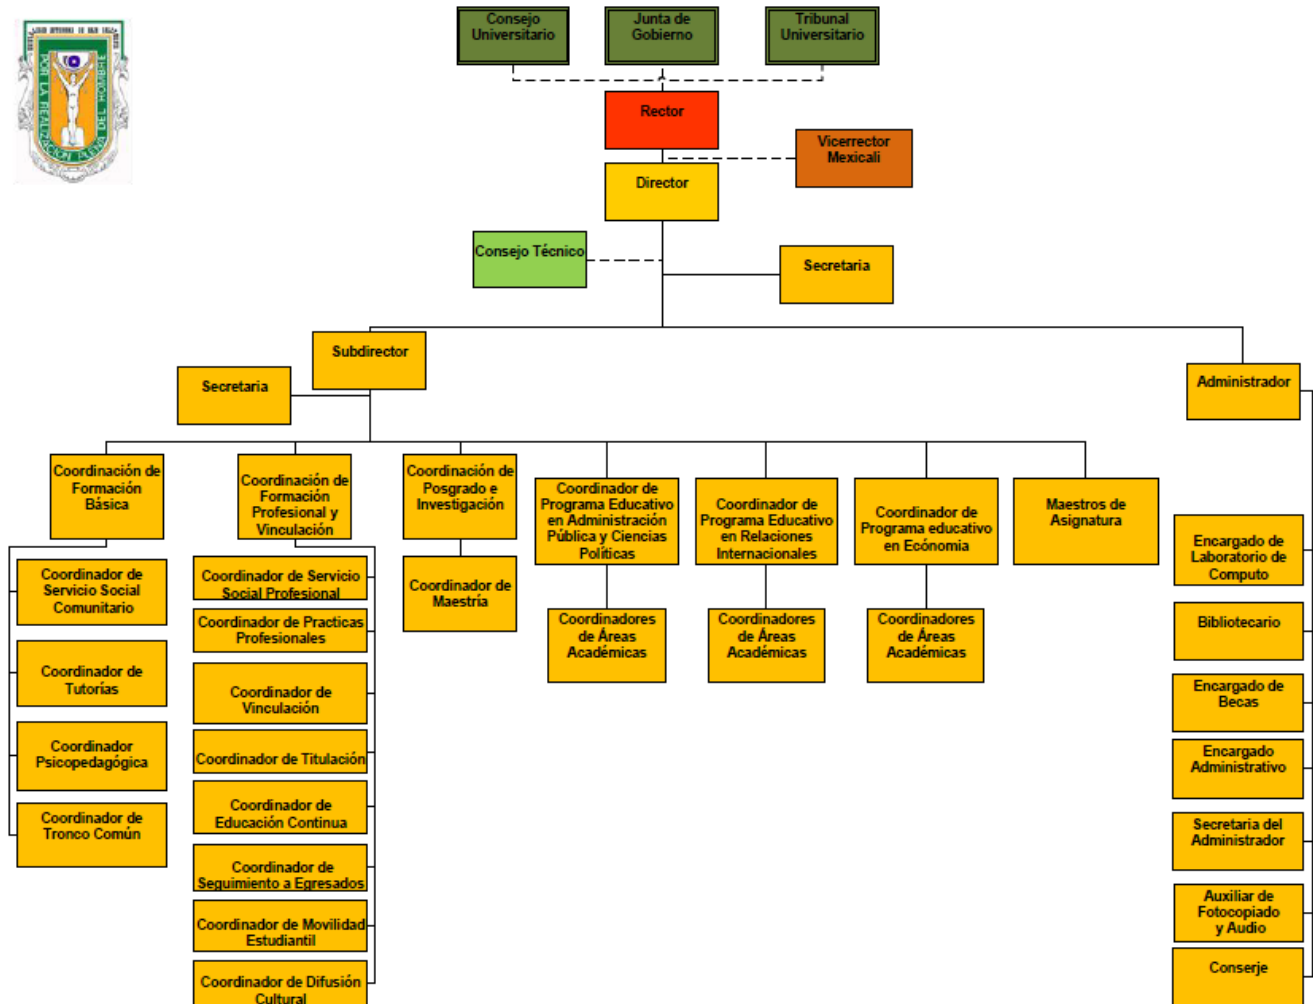 Consejo
Universitario
Junta de
Gobierno
Tribunal
Universitario
POR LA REALIZACIÓN PLENA DEL HOMBRE
Rector
Vicerrector
Mexicali
Director
Consejo Técnico
Secretaria
Subdirector
Secretaria
Administrador
Coordinación de
Formación
Básica
Coordinación de
Formación
Profesional y
Vinculación
Coordinación de
Posgrado e
Investigación
Coordinador de
Programa Educativo
en Administración
Pública y Ciencias
Políticas
Coordinador de
Programa Educativo
en Relaciones
Internacionales
Coordinador de
Programa educativo
en Ecónomia
Maestros de
Asignatura
Coordinador de
Servicio Social
Comunitario
Coordinador de
Tutorías
Coordinador
Psicopedagógica
Coordinador de
Tronco Común
Coordinador de Servicio
Social Profesional
Coordinador de Practicas
Profesionales
Coordinador de
Vinculación
Coordinador de Titulación
Coordinador de
Educación Continua
Coordinador de
Seguimiento a Egresados
Coordinador de Movilidad
Estudiantil
Coordinador de Difusión
Cultural
Coordinador de
Maestría
Coordinadores
de Áreas
Académicas
Coordinadores
de Áreas
Académicas
Coordinadores
de Áreas
Académicas
Encargado de
Laboratorio de
Computo
Bibliotecario
Encargado de
Becas
Encargado
Administrativo
Secretaria del
Administrador
Auxiliar de
Fotocopiado
y Audio
Conserje